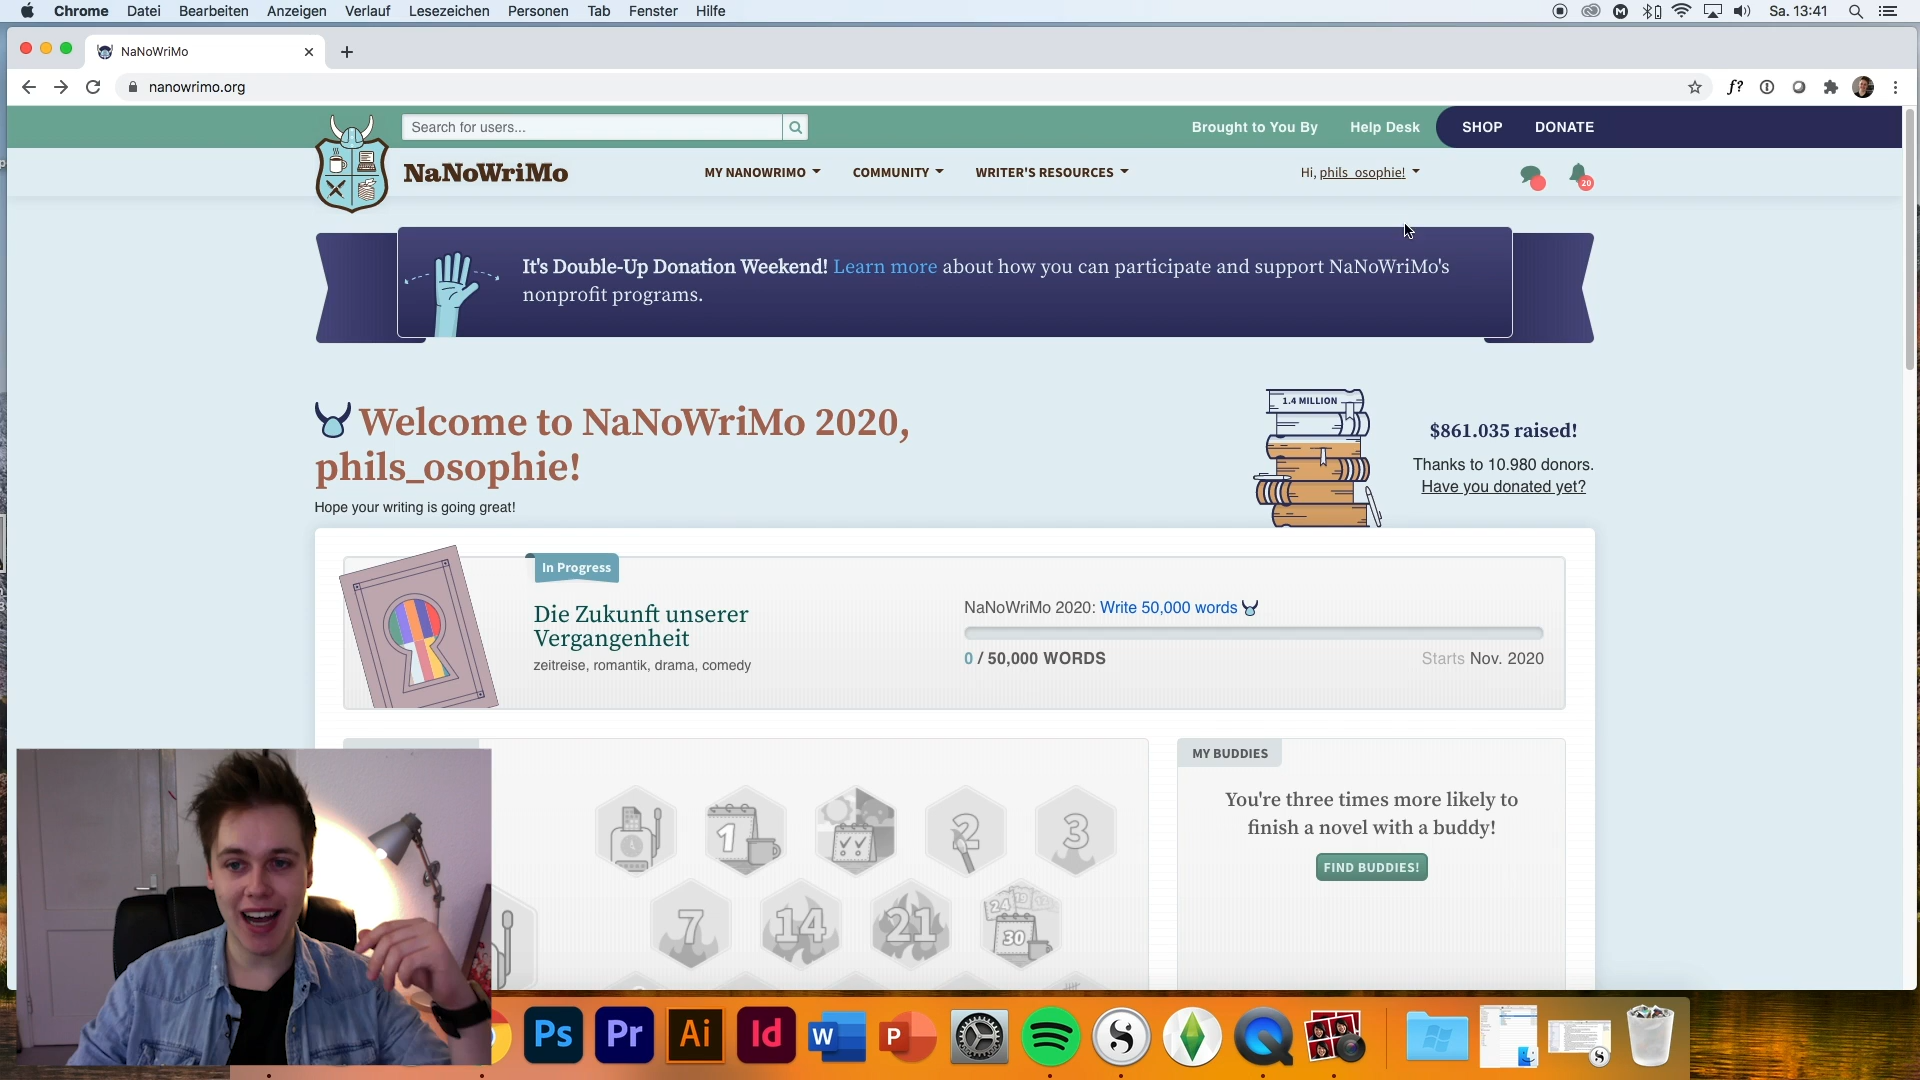 Chrome Datei Bearbeiten Anzeigen Verlauf Lesezeichen Personen Tab Fenster Hilfe Sa. 13:41
NaNoWriMo
nanowrimo.org f?
Search for users... Brought to You By Help Desk SHOP DONATE
NaNoWriMo MY NANOWRIMO COMMUNITY WRITER'S RESOURCES Hi, phils_osophie! 20
It's Double-Up Donation Weekend! Learn more about how you can participate and support NaNoWriMo's
nonprofit programs.
1.4 MILLION
Welcome to NaNoWriMo 2020,
phils_osophie!
$861.035 raised!
Thanks to 10.980 donors.
Have you donated yet?
Hope your writing is going great!
In Progress
Die Zukunft unserer
Vergangenheit
zeitreise, romantik, drama, comedy
NaNoWriMo 2020: Write 50,000 words
0 / 50,000 WORDS Starts Nov. 2020
MY BUDDIES
You're three times more likely to
finish a novel with a buddy!
FIND BUDDIES!
1 2 3
7 14 21 24 30
Ps Pr Ai Id W P S